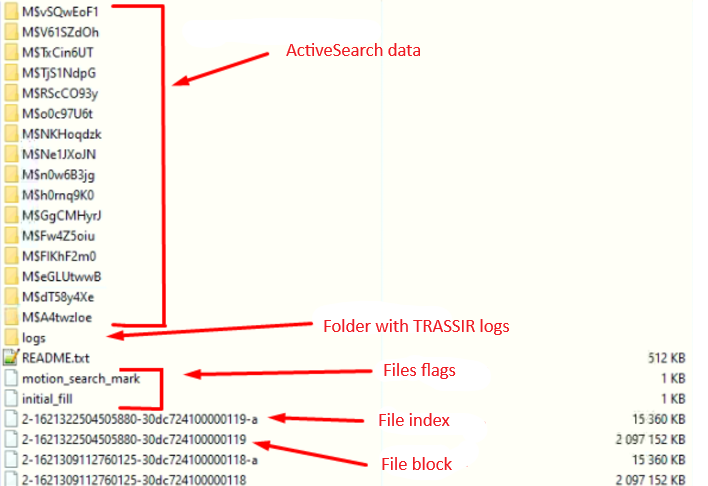 M$vSQwEoF1
M$V61SZdOh
ActiveSearch data
M$TxCin6UT
M$TjS1NdpG
M$RScCO93y
M$o0c97U6t
M$NKHoqdzk
M$Ne1JXoJN
M$n0w6B3jg
M$h0rnq9K0
M$GgCMHyrJ
M$Fw4Z5oiu
M$FlKhF2m0
M$eGLUtwwB
M$dT58y4Xe
M$A4twzloe
Folder with TRASSIR logs
logs
README.txt 512 KB
Files flags
motion_search_mark 1 KB
initial_fill 1 KB
2-1621322504505880-30dc724100000119-a File index 15 360 KB
2-1621322504505880-30dc724100000119 2 097 152 KB
File block
2-1621309112760125-30dc724100000118-a 15 360 KB
2-1621309112760125-30dc724100000118 2 097 152 KB